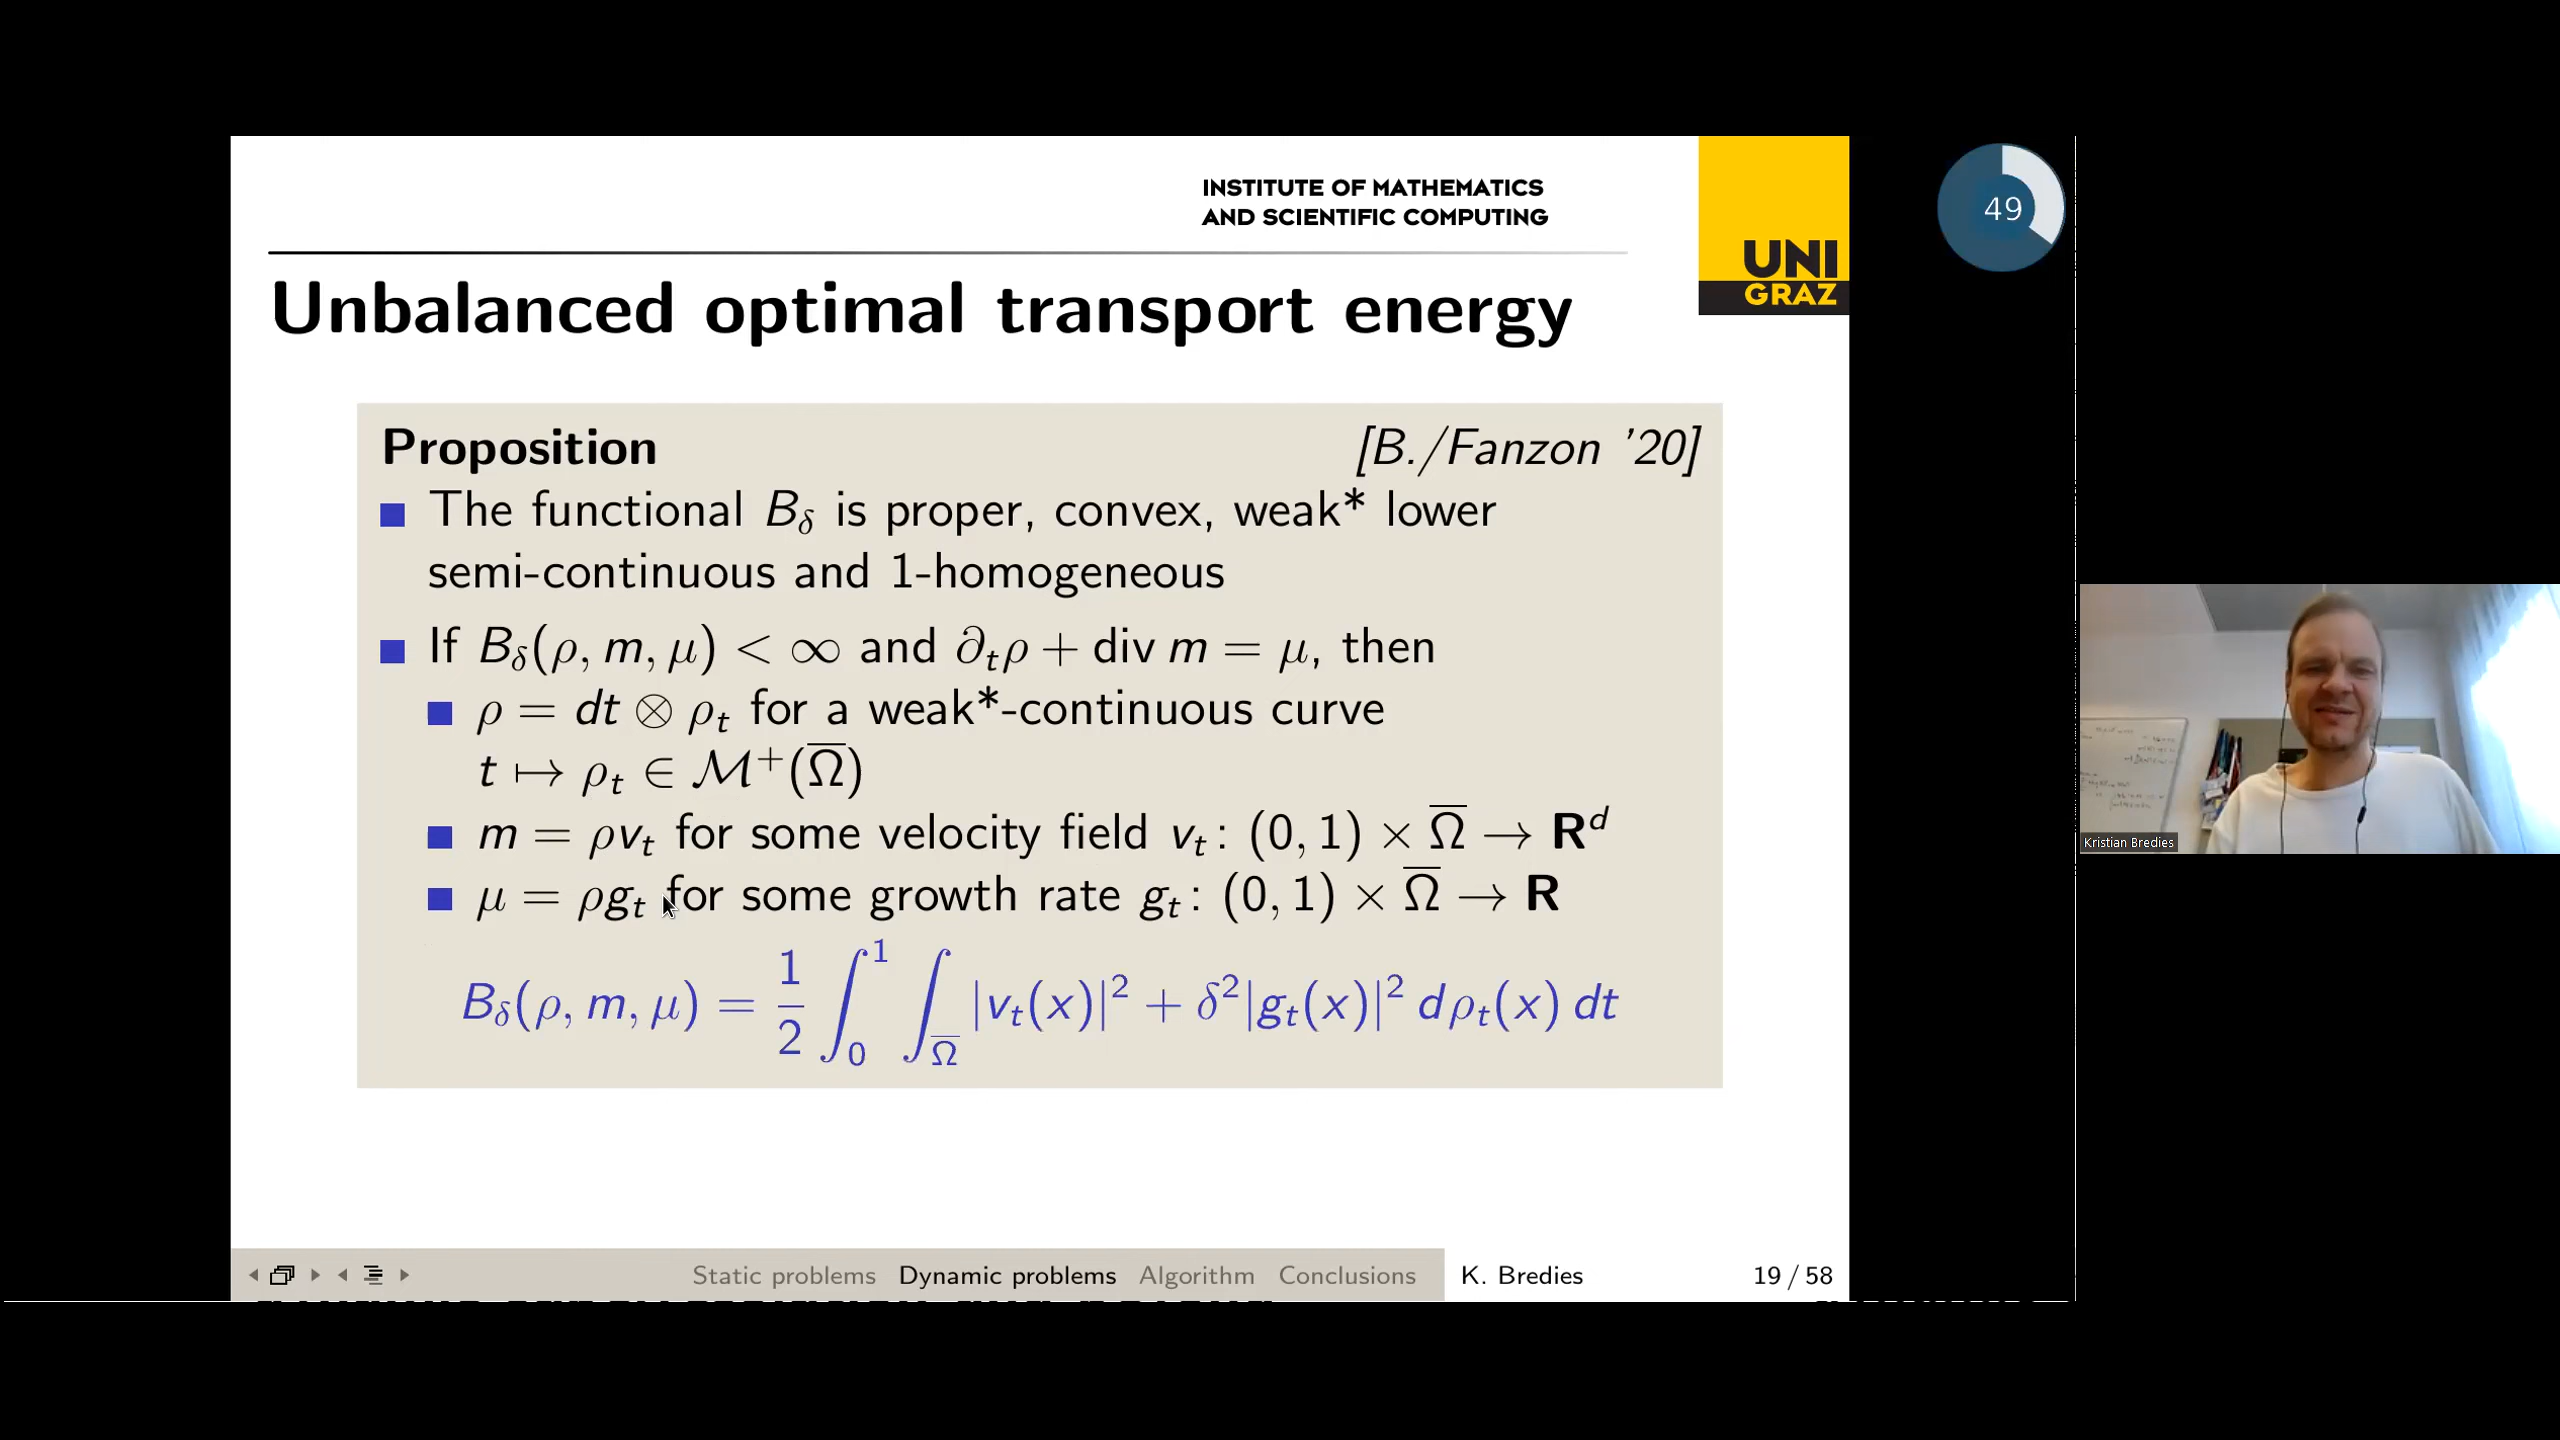 INSTITUTE OF MATHEMATICS
AND SCIENTIFIC COMPUTING
UNI
GRAZ
49
Unbalanced optimal transport energy
Proposition [B./Fanzon '20]
The functional B_δ is proper, convex, weak* lower
semi-continuous and 1-homogeneous
If B_δ(ρ, m, μ) < ∞ and ∂_tρ + div m = μ, then
ρ = dt ⊗ ρ_t for a weak*-continuous curve
t ↦ ρ_t ∈ M⁺(Ω̅)
m = ρv_t for some velocity field v_t : (0, 1) × Ω̅ → R^d
μ = ρg_t for some growth rate g_t : (0, 1) × Ω̅ → R
B_δ(ρ, m, μ) = 1/2 ∫_0^1 ∫_Ω̅ |v_t(x)|² + δ²|g_t(x)|² dρ_t(x) dt
Kristian Bredies
Static problems Dynamic problems Algorithm Conclusions K. Bredies 19 / 58